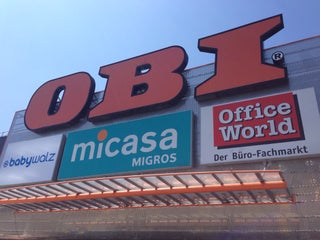 OBI®
babywalz
micasa
MIGROS
Office
World
Der Büro-Fachmarkt